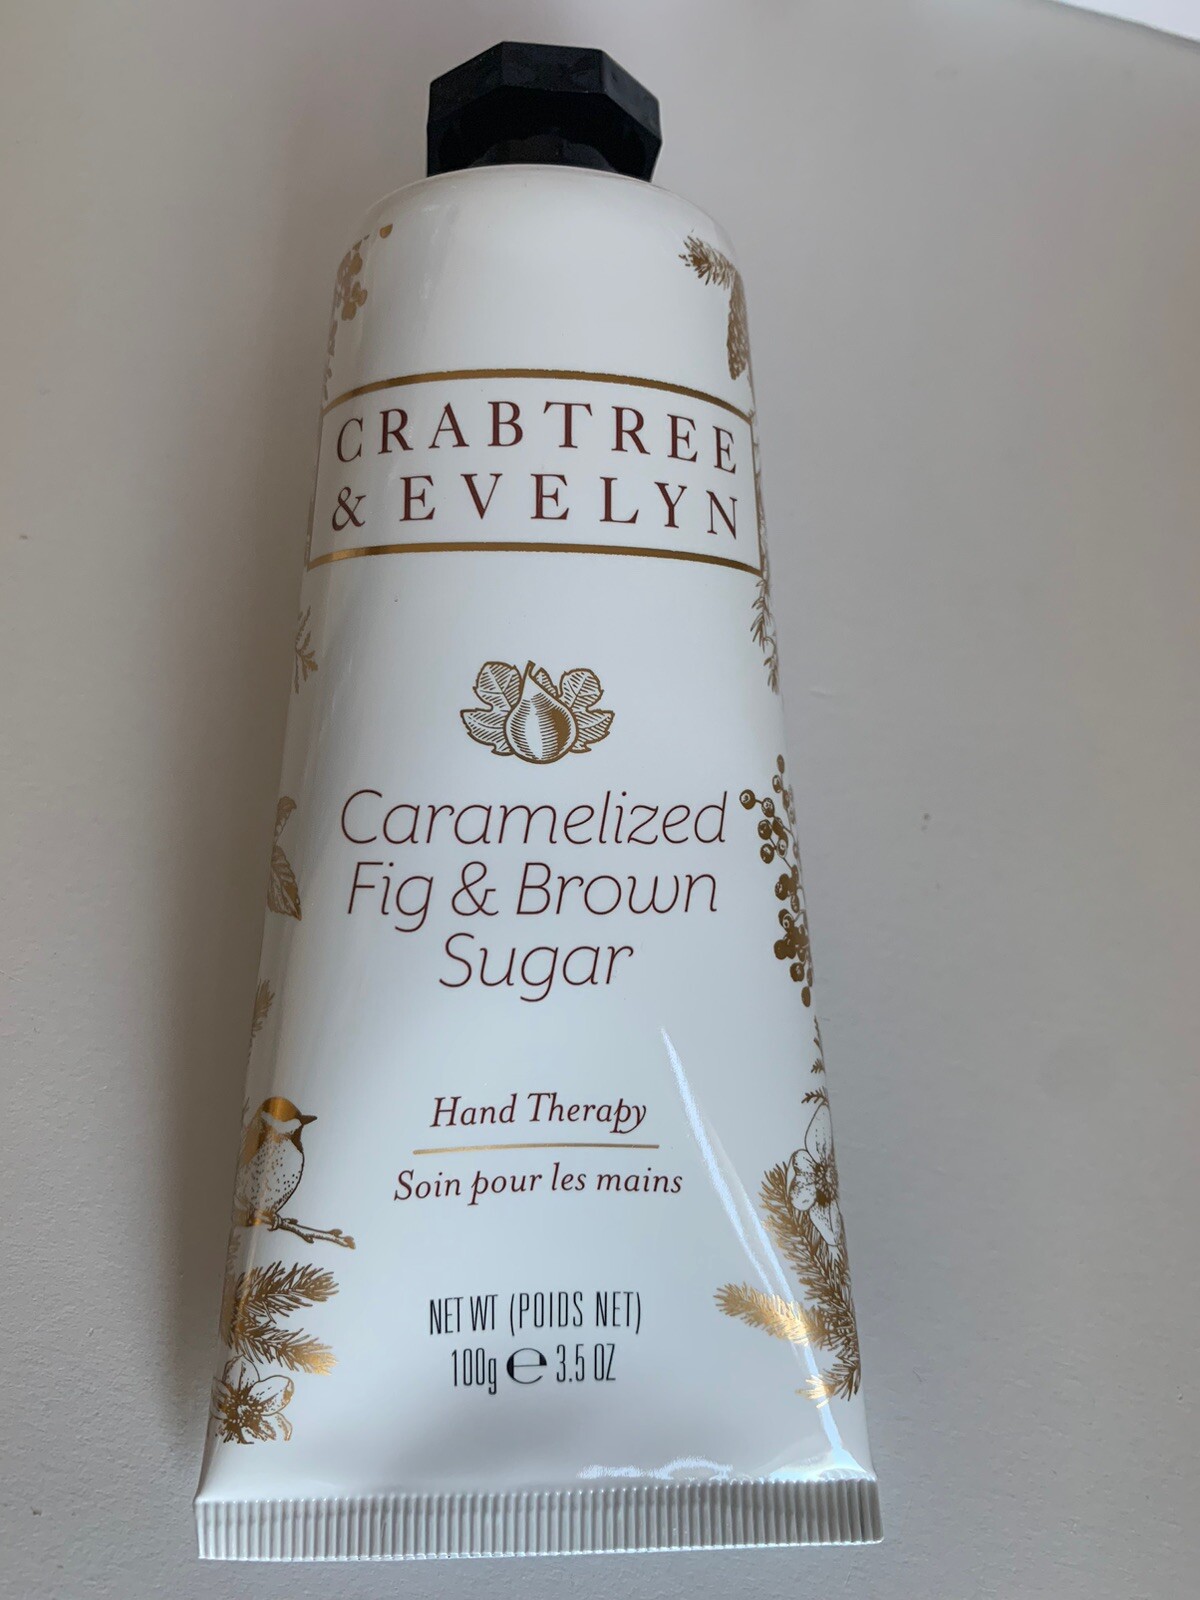 CRABTREE
& EVELYN
Caramelized
Fig & Brown
Sugar
Hand Therapy
Soin pour les mains
NET WT (POIDS NET)
100g ℮ 3.5 OZ